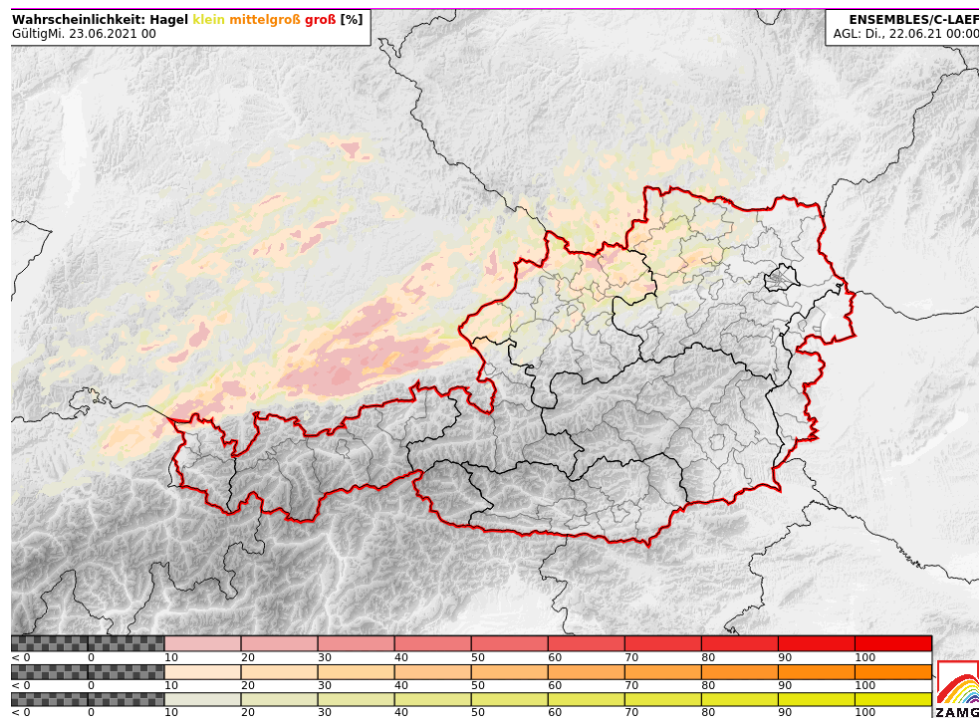 Wahrscheinlichkeit: Hagel klein mittelgroß groß [%]
GültigMi. 23.06.2021 00
ENSEMBLES/C-LAEF
AGL: Di., 22.06.21 00:00
< 0 0 10 20 30 40 50 60 70 80 90 100
< 0 0 10 20 30 40 50 60 70 80 90 100
< 0 0 10 20 30 40 50 60 70 80 90 100
ZAMG